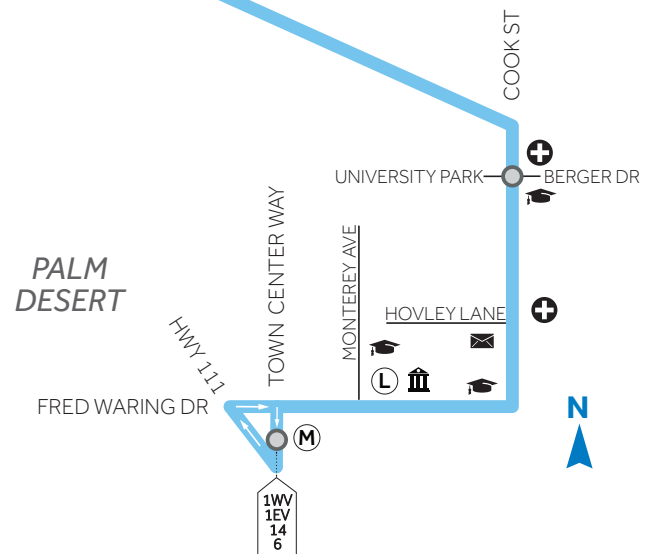 COOK ST
UNIVERSITY PARK
BERGER DR
TOWN CENTER WAY
MONTEREY AVE
PALM
DESERT
HOVLEY LANE
HWY 111
L
FRED WARING DR
N
M
1WV
1EV
14
6